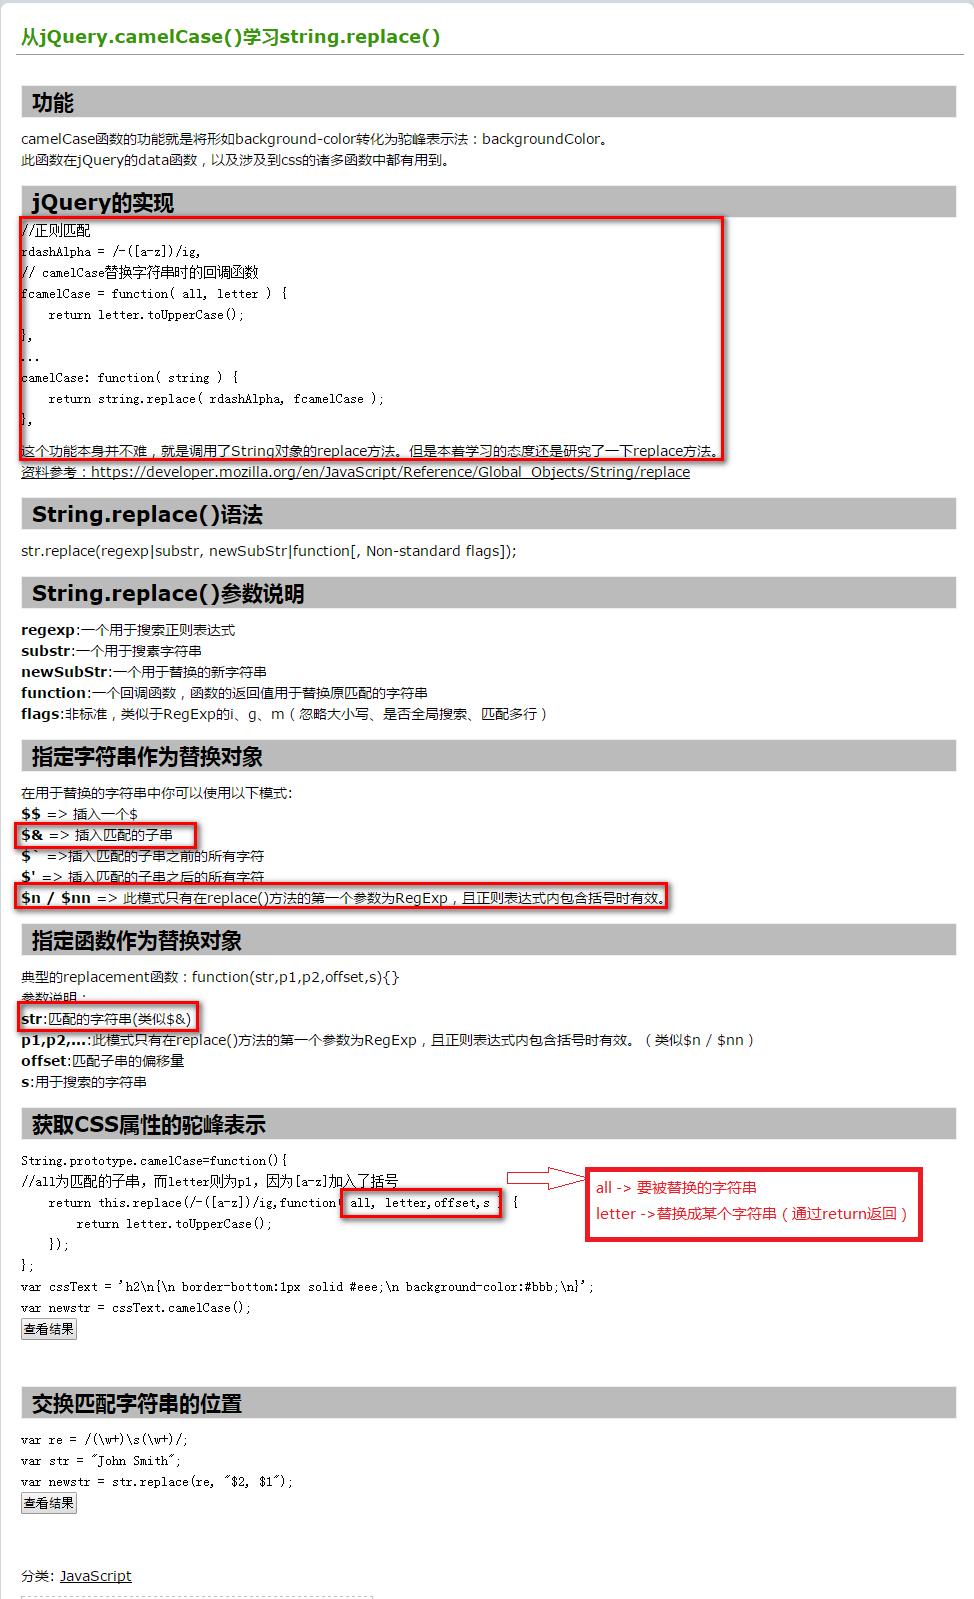 从jQuery.camelCase()学习string.replace()
功能
camelCase函数的功能就是将形如background-color转化为驼峰表示法：backgroundColor。
此函数在jQuery的data函数，以及涉及到css的诸多函数中都有用到。
jQuery的实现
//正则匹配
rdashAlpha = /-([a-z])/ig,
// camelCase替换字符串时的回调函数
fcamelCase = function( all, letter ) {
    return letter.toUpperCase();
},
...
camelCase: function( string ) {
    return string.replace( rdashAlpha, fcamelCase );
},
这个功能本身并不难，就是调用了String对象的replace方法。但是本着学习的态度还是研究了一下replace方法。
资料参考：https://developer.mozilla.org/en/JavaScript/Reference/Global_Objects/String/replace
String.replace()语法
str.replace(regexp|substr, newSubStr|function[, Non-standard flags]);
String.replace()参数说明
regexp:一个用于搜索正则表达式
substr:一个用于搜素字符串
newSubStr:一个用于替换的新字符串
function:一个回调函数，函数的返回值用于替换原匹配的字符串
flags:非标准，类似于RegExp的i、g、m（忽略大小写、是否全局搜索、匹配多行）
指定字符串作为替换对象
在用于替换的字符串中你可以使用以下模式:
$$ => 插入一个$
$& => 插入匹配的子串
$` =>插入匹配的子串之前的所有字符
$' => 插入匹配的子串之后的所有字符
$n / $nn => 此模式只有在replace()方法的第一个参数为RegExp，且正则表达式内包含括号时有效。
指定函数作为替换对象
典型的replacement函数：function(str,p1,p2,offset,s){}
参数说明：
str:匹配的字符串(类似$&)
p1,p2,...:此模式只有在replace()方法的第一个参数为RegExp，且正则表达式内包含括号时有效。（类似$n / $nn）
offset:匹配子串的偏移量
s:用于搜索的字符串
获取CSS属性的驼峰表示
String.prototype.camelCase=function(){
//all为匹配的子串，而letter则为p1，因为[a-z]加入了括号
    return this.replace(/-([a-z])/ig,function( all, letter,offset,s ) {
        return letter.toUpperCase();
    });
};
all -> 要被替换的字符串
letter ->替换成某个字符串（通过return返回）
var cssText = 'h2\n{\n border-bottom:1px solid #eee;\n background-color:#bbb;\n}';
var newstr = cssText.camelCase();
查看结果
交换匹配字符串的位置
var re = /(\w+)\s(\w+)/;
var str = "John Smith";
var newstr = str.replace(re, "$2, $1");
查看结果
分类: JavaScript